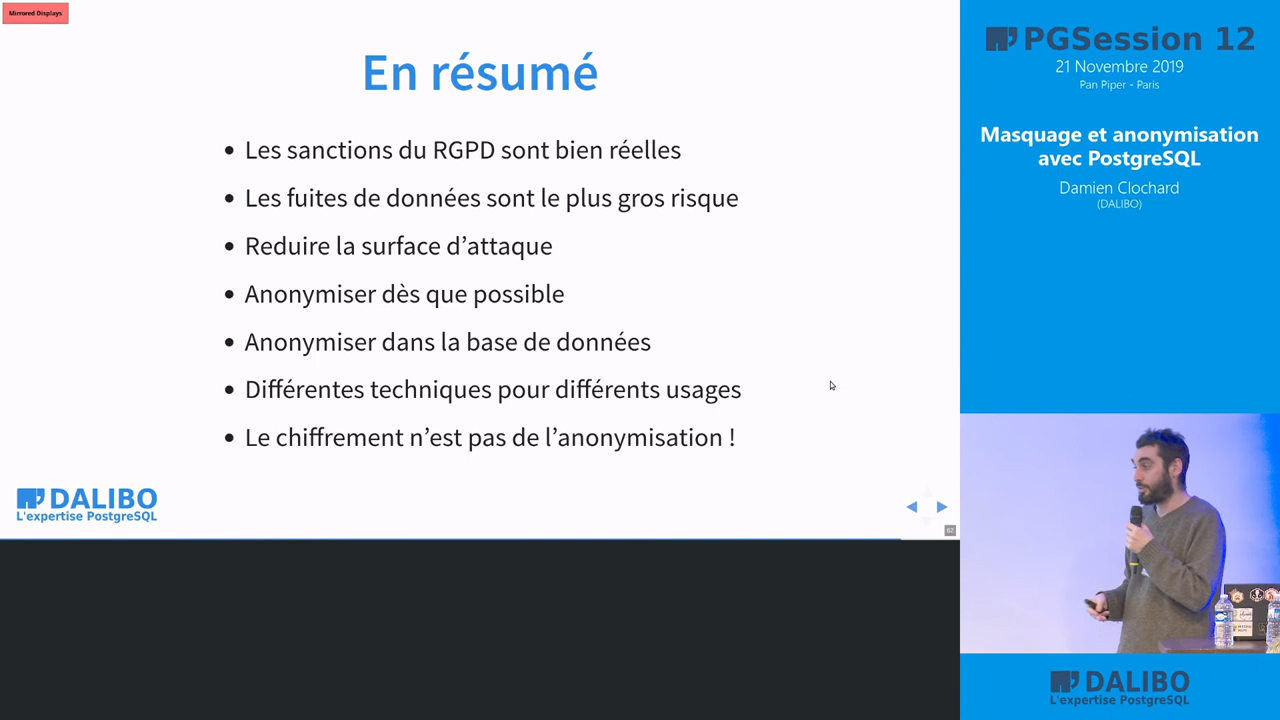 Mirrored Displays
En résumé
Les sanctions du RGPD sont bien réelles
Les fuites de données sont le plus gros risque
Reduire la surface d’attaque
Anonymiser dès que possible
Anonymiser dans la base de données
Différentes techniques pour différents usages
Le chiffrement n’est pas de l’anonymisation !
DALIBO
L'expertise PostgreSQL
PGSession 12
21 Novembre 2019
Pan Piper - Paris
Masquage et anonymisation
avec PostgreSQL
Damien Clochard
(DALIBO)
DALIBO
L'expertise PostgreSQL